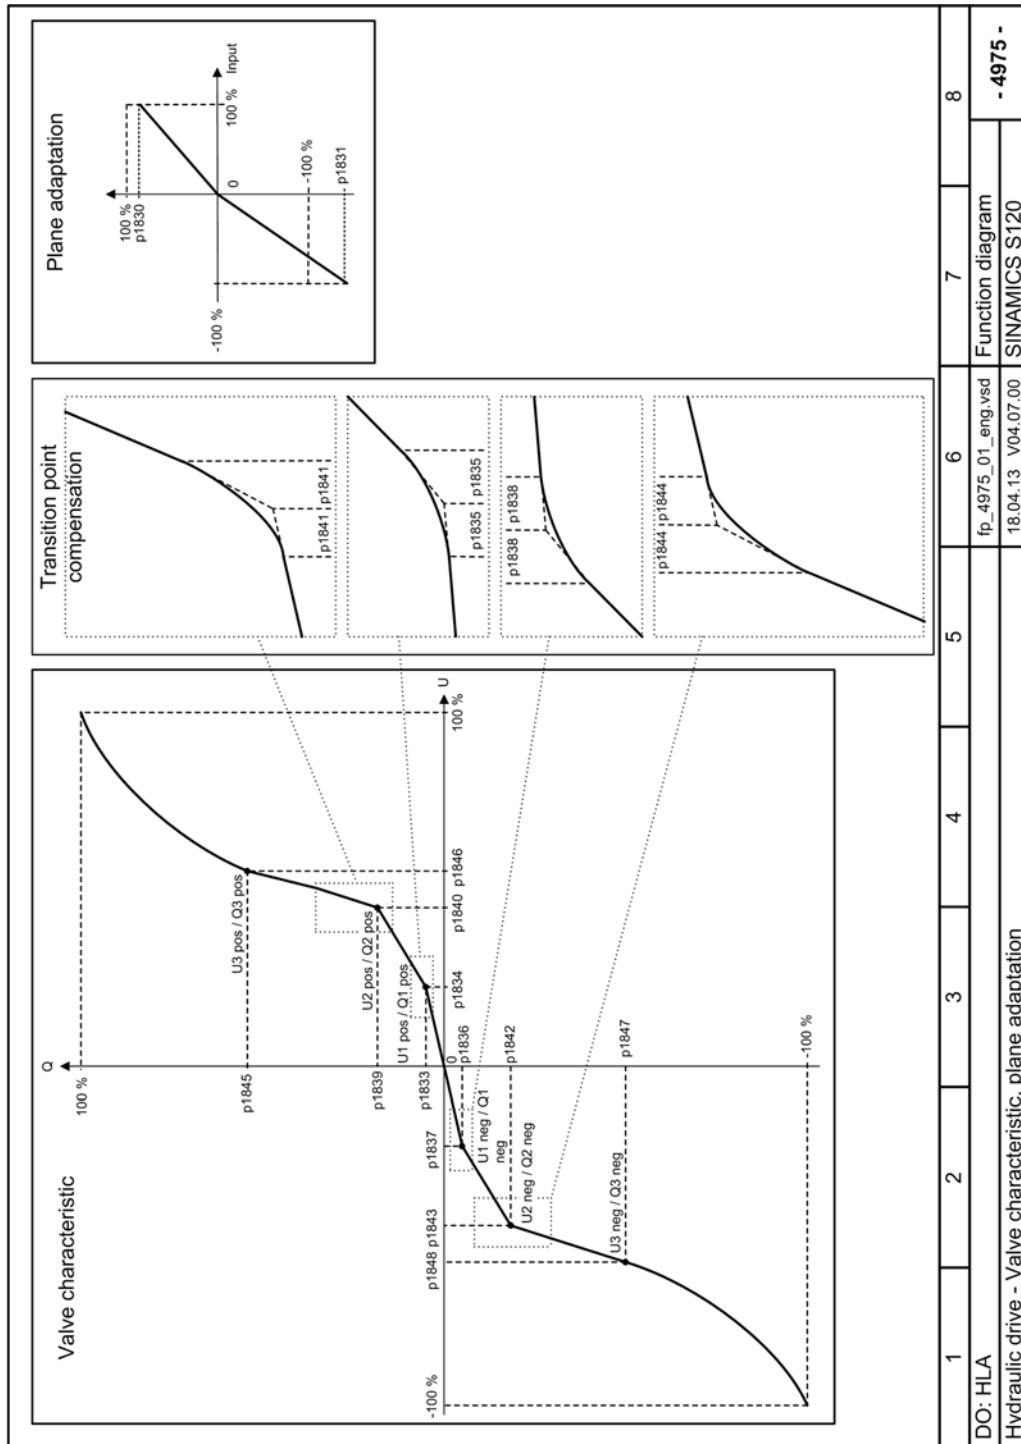 Valve characteristic
Q
100 %
p1845
p1839
p1833
0
U3 pos / Q3 pos
U2 pos / Q2 pos
U1 pos / Q1 pos
p1834
p1840
p1846
100 %
U
p1836
p1842
p1847
-100 %
p1837
p1843
p1848
-100 %
U1 neg / Q1
neg
U2 neg / Q2 neg
U3 neg / Q3 neg
Transition point
compensation
p1841
p1841
p1835
p1835
p1838
p1838
p1844
p1844
Plane adaptation
100 %
p1830
Input
100 %
0
-100 %
-100 %
p1831
1
2
3
4
5
6
7
8
DO: HLA
fp_4975_01_eng.vsd
Function diagram
- 4975 -
Hydraulic drive - Valve characteristic, plane adaptation
18.04.13 V04.07.00
SINAMICS S120